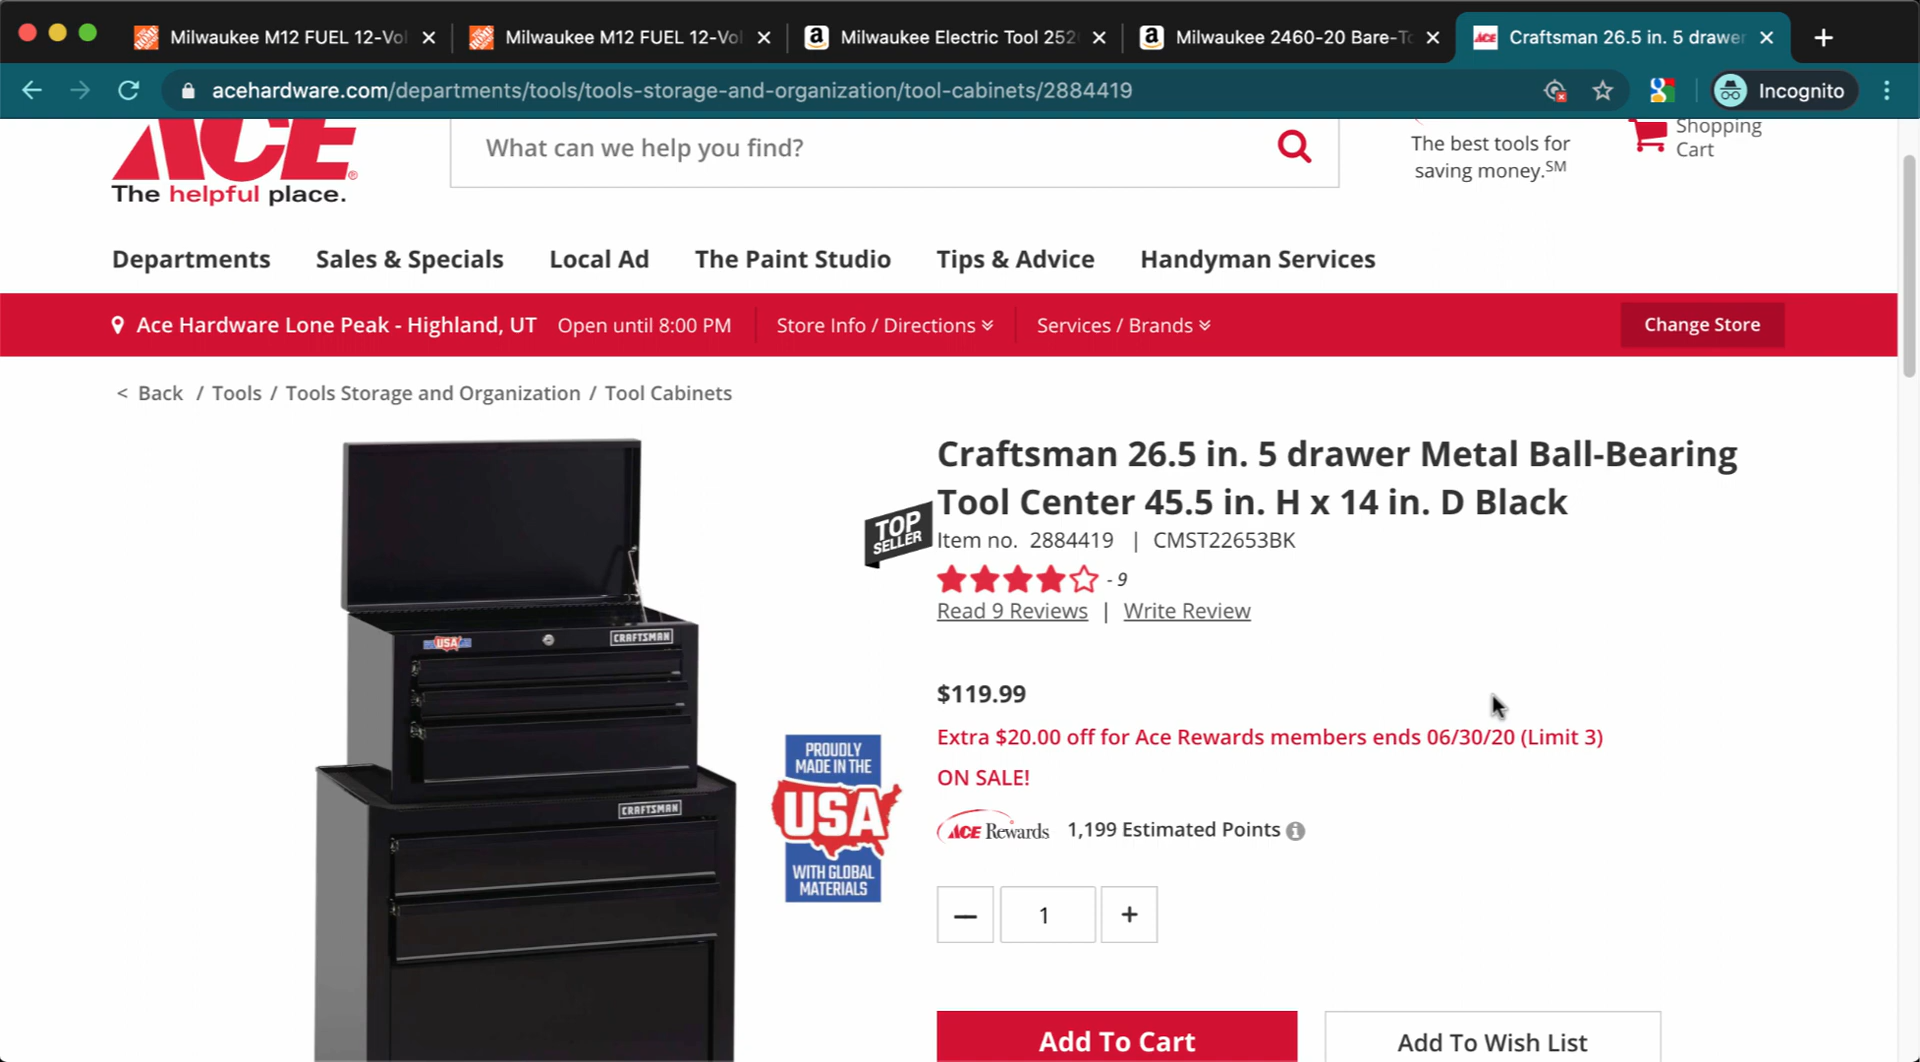 Milwaukee M12 FUEL 12-Vol
Milwaukee M12 FUEL 12-Vol
Milwaukee Electric Tool 252
Milwaukee 2460-20 Bare-To
Craftsman 26.5 in. 5 drawer
acehardware.com/departments/tools/tools-storage-and-organization/tool-cabinets/2884419
Incognito
ACE
The helpful place.
What can we help you find?
The best tools for
saving money.SM
Shopping
Cart
Departments
Sales & Specials
Local Ad
The Paint Studio
Tips & Advice
Handyman Services
Ace Hardware Lone Peak - Highland, UT
Open until 8:00 PM
Store Info / Directions
Services / Brands
Change Store
< Back / Tools / Tools Storage and Organization / Tool Cabinets
TOP
SELLER
Craftsman 26.5 in. 5 drawer Metal Ball-Bearing
Tool Center 45.5 in. H x 14 in. D Black
Item no. 2884419 | CMST22653BK
- 9
Read 9 Reviews | Write Review
USA
CRAFTSMAN
CRAFTSMAN
PROUDLY
MADE IN THE
USA
WITH GLOBAL
MATERIALS
$119.99
Extra $20.00 off for Ace Rewards members ends 06/30/20 (Limit 3)
ON SALE!
ACE Rewards 1,199 Estimated Points
1
Add To Cart
Add To Wish List